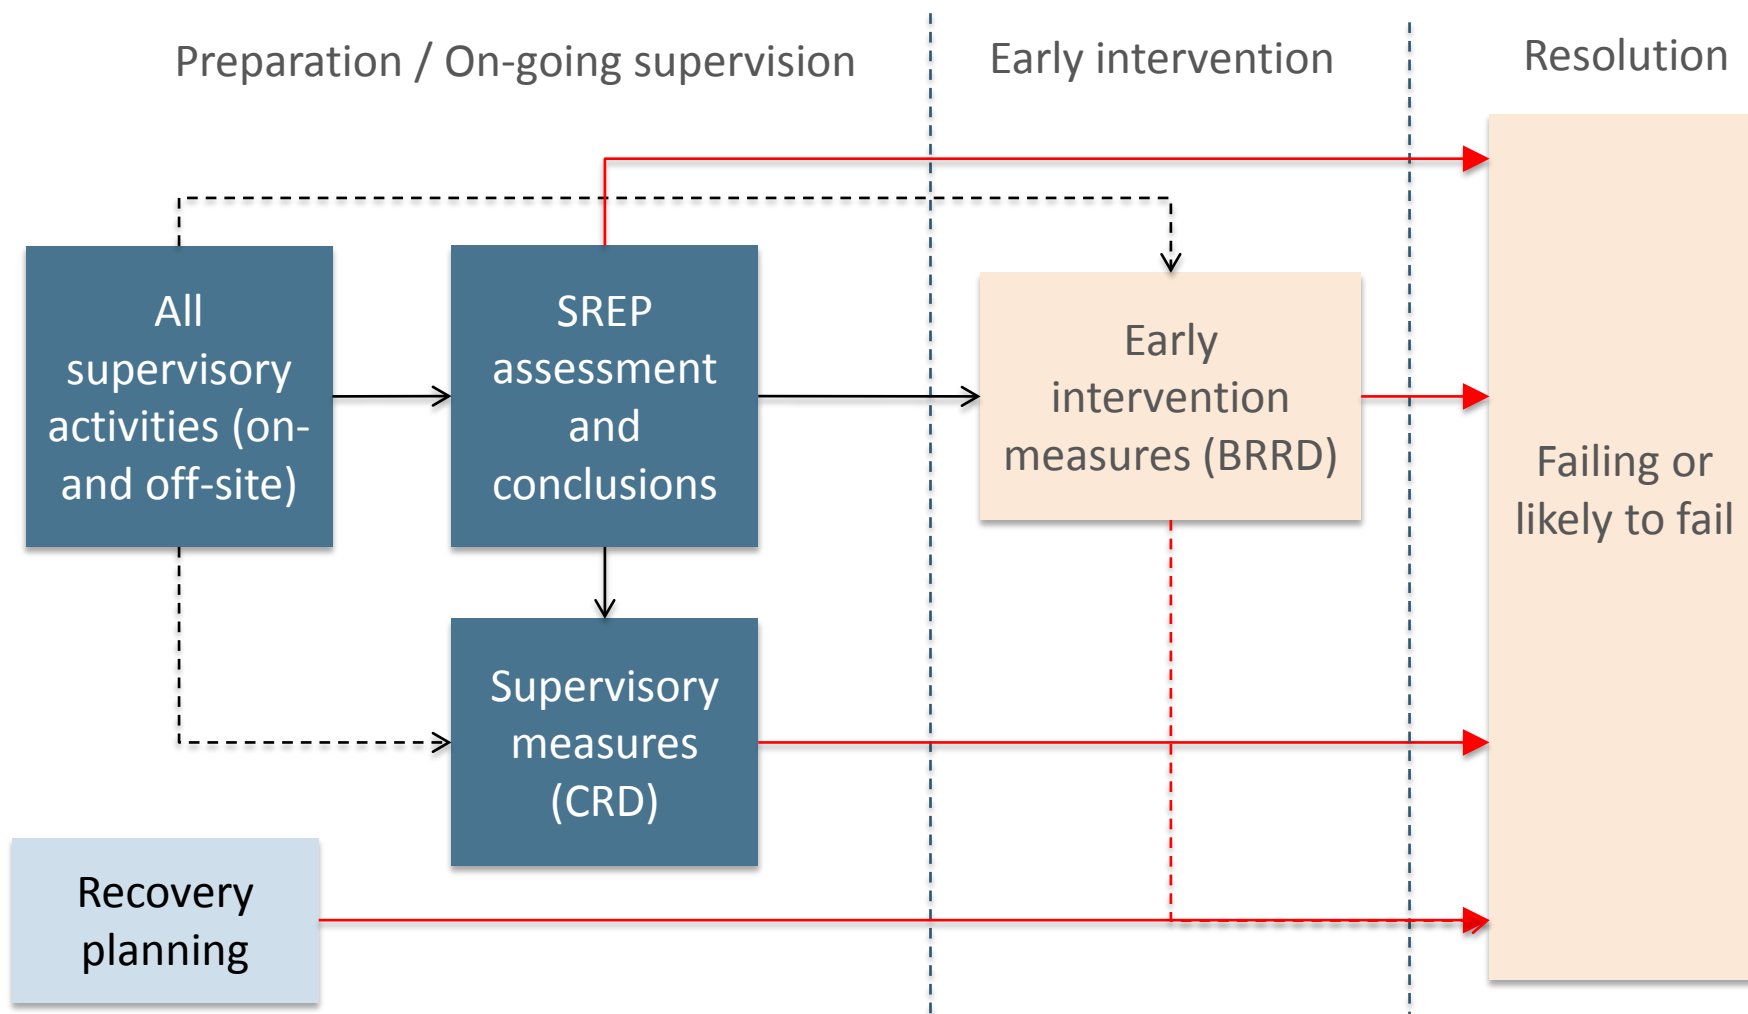 Preparation / On-going supervision
Early intervention
Resolution
All
supervisory
activities (on-
and off-site)
SREP
assessment
and
conclusions
Early
intervention
measures (BRRD)
Failing or
likely to fail
Supervisory
measures
(CRD)
Recovery
planning